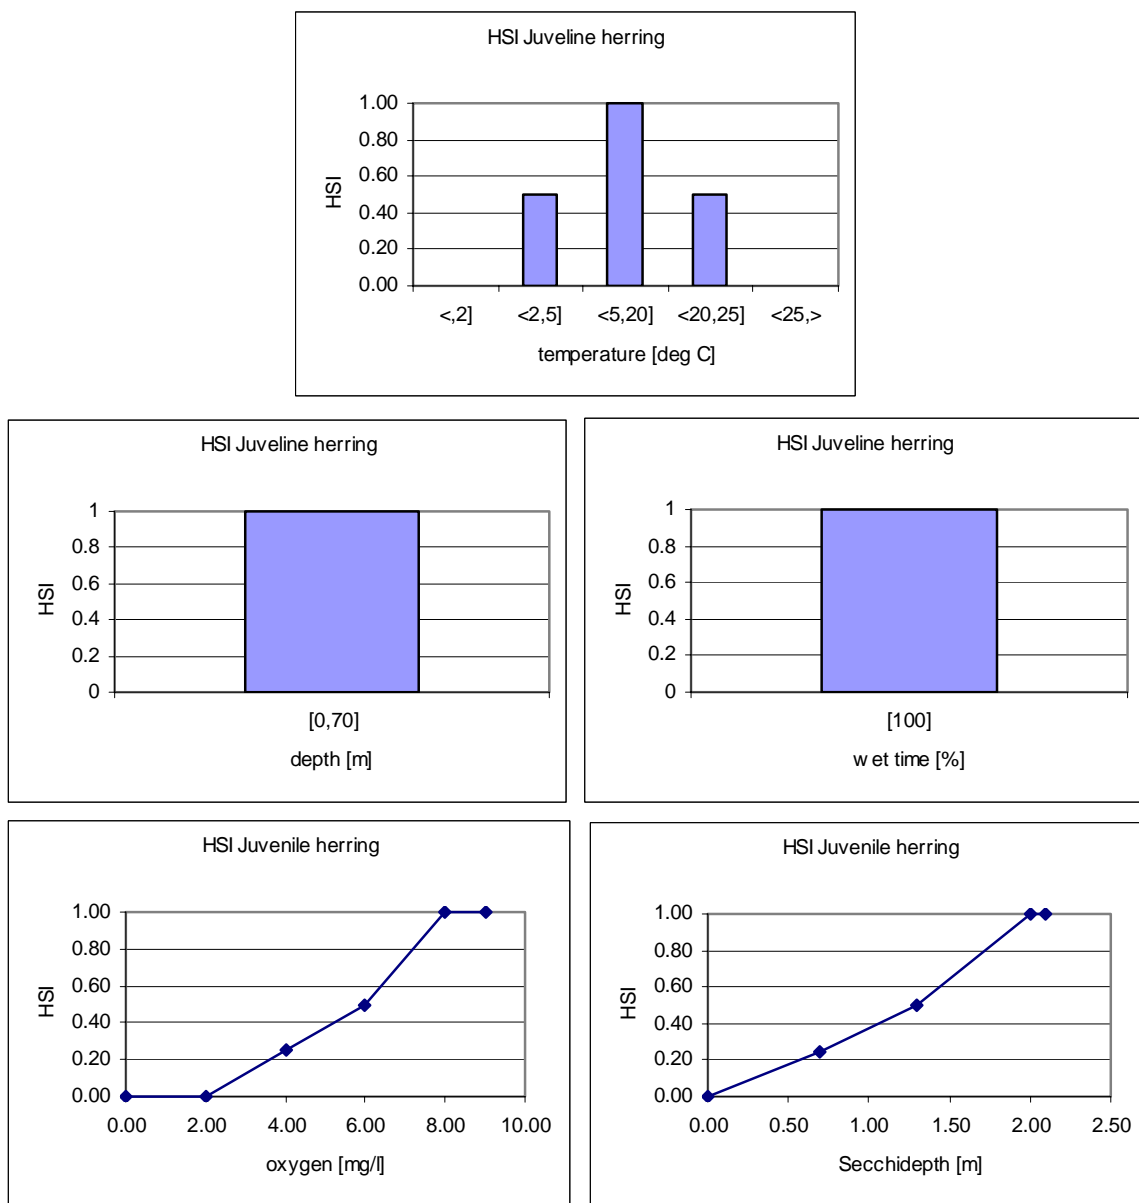 HSI Juveline herring
1.00
0.80
0.60
0.40
0.20
0.00
HSI
<,2] <2,5] <5,20] <20,25] <25,>
temperature [deg C]
HSI Juveline herring
1
0.8
0.6
0.4
0.2
0
HSI
[0,70]
depth [m]
HSI Juveline herring
1
0.8
0.6
0.4
0.2
0
HSI
[100]
wet time [%]
HSI Juvenile herring
1.00
0.80
0.60
0.40
0.20
0.00
HSI
0.00 2.00 4.00 6.00 8.00 10.00
oxygen [mg/l]
HSI Juvenile herring
1.00
0.80
0.60
0.40
0.20
0.00
HSI
0.00 0.50 1.00 1.50 2.00 2.50
Secchidepth [m]